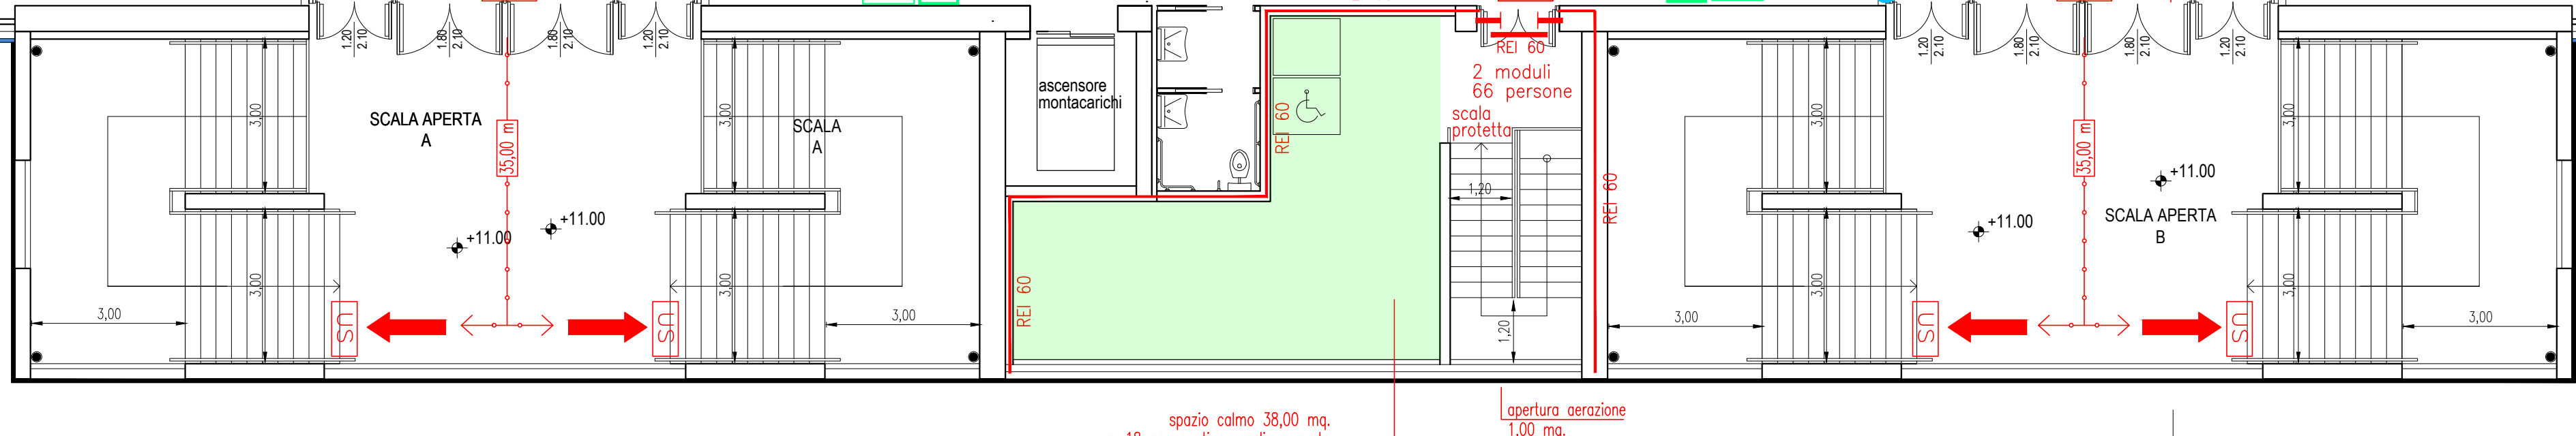 1.20
2.10
1.80
2.10
1.80
2.10
1.20
2.10
3,00
SCALA APERTA
A
35,00 m
3,00
SCALA
A
+11.00
+11.00
3,00
3,00
3,00
3,00
US
US
ascensore
montacarichi
REI 60
REI 60
REI 60
2 moduli
66 persone
scala
protetta
1,20
1,20
REI 60
spazio calmo 38,00 mq.
apertura aerazione
1,00 mq.
1.20
2.10
1.80
2.10
1.80
2.10
1.20
2.10
3,00
35,00 m
3,00
+11.00
+11.00
SCALA APERTA
B
3,00
3,00
3,00
3,00
US
US